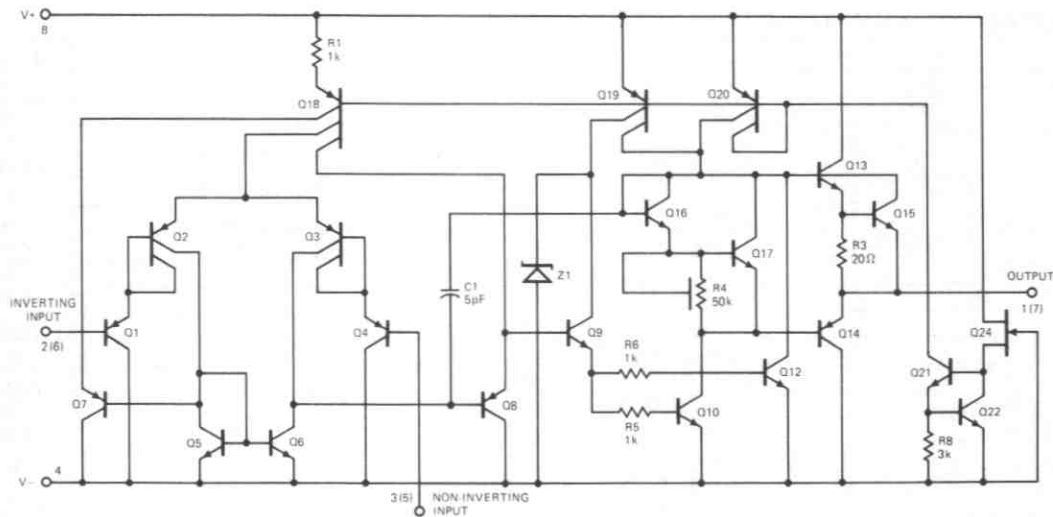 V+
8
R1
1k
Q18
Q19
Q20
Q13
Q16
Q15
Q2
Q3
Q17
R3
20Ω
C1
5pF
Z1
R4
50k
OUTPUT
1(7)
INVERTING
INPUT
2(6)
Q1
Q4
Q9
Q14
Q24
R6
1k
Q21
Q12
Q7
Q8
Q10
Q22
R5
1k
Q5
Q6
R8
3k
V−
4
3(5)
NON-INVERTING
INPUT